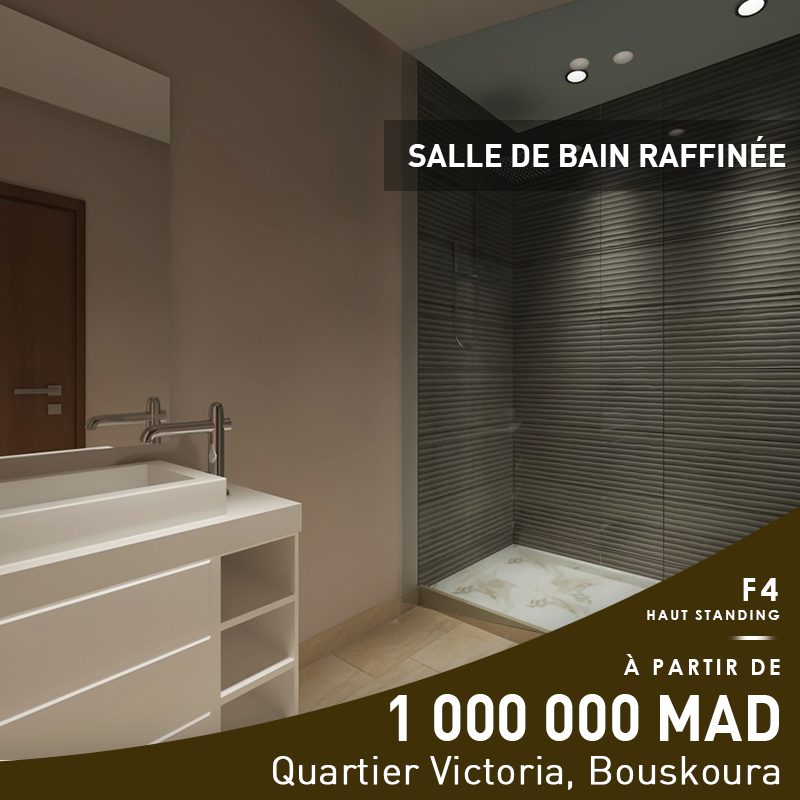 SALLE DE BAIN RAFFINÉE
F4
HAUT STANDING
À PARTIR DE
1 000 000 MAD
Quartier Victoria, Bouskoura